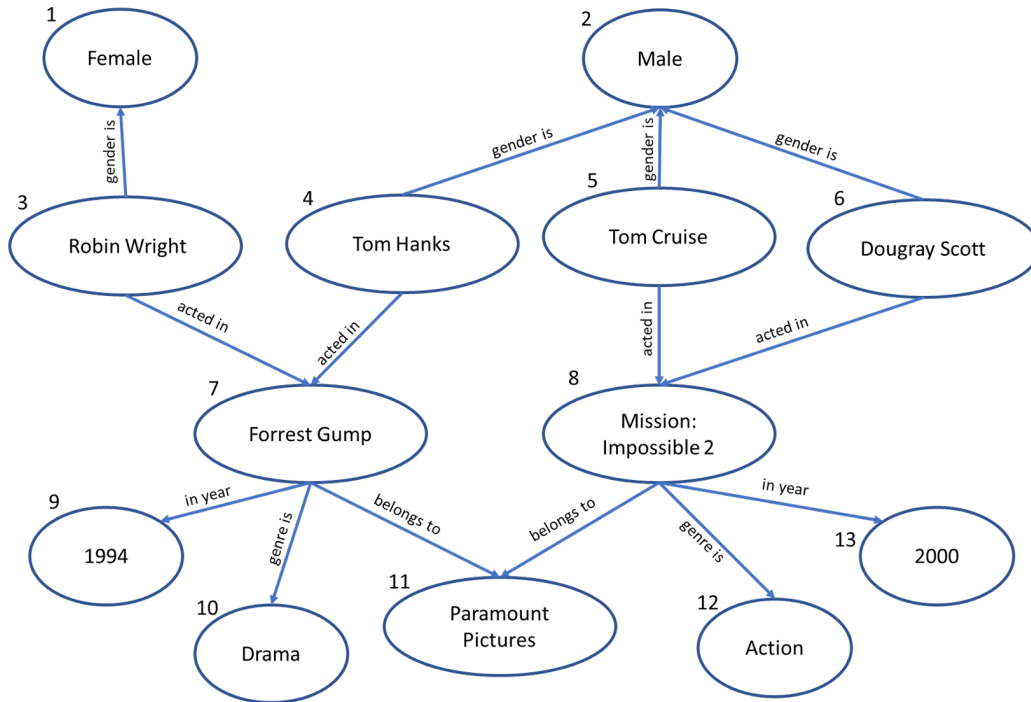 1
Female
2
Male
gender is
gender is
gender is
gender is
3
Robin Wright
4
Tom Hanks
5
Tom Cruise
6
Dougray Scott
acted in
acted in
acted in
acted in
7
Forrest Gump
8
Mission:
Impossible 2
in year
genre is
belongs to
belongs to
genre is
in year
9
1994
10
Drama
11
Paramount
Pictures
12
Action
13
2000